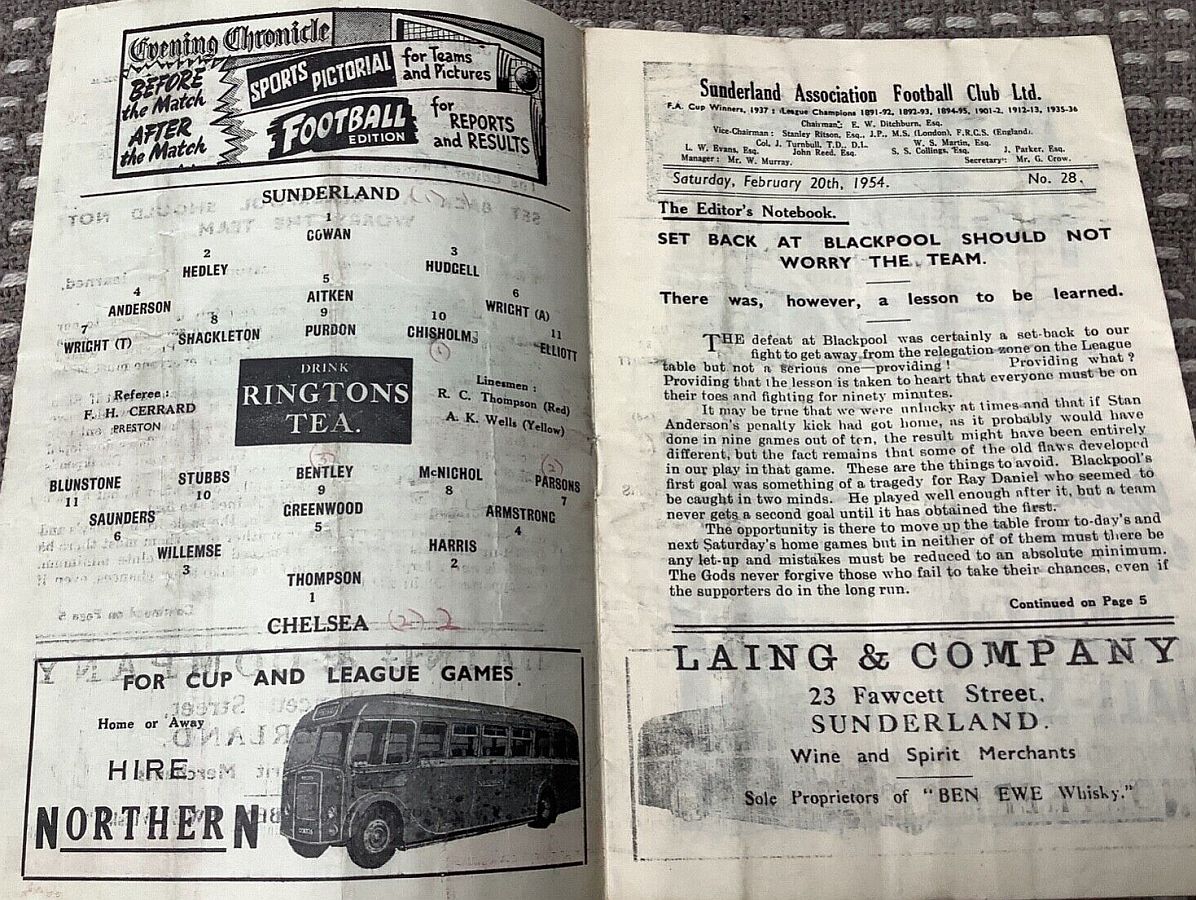 Evening Chronicle
BEFORE
the Match
AFTER
the Match
SPORTS PICTORIAL
for Teams
and Pictures
FOOTBALL
EDITION
for
REPORTS
and RESULTS
SUNDERLAND
1
COWAN
2 3
HEDLEY HUDGELL
4 5 6
ANDERSON AITKEN WRIGHT (A)
7 8 9 10 11
WRIGHT (T) SHACKLETON PURDON CHISHOLM ELLIOTT
Referee :
F. H. CERRARD
PRESTON
DRINK
RINGTONS
TEA.
Linesmen :
R. C. Thompson (Red)
A. K. Wells (Yellow)
BLUNSTONE STUBBS BENTLEY McNICHOL PARSONS
11 10 9 8 7
SAUNDERS GREENWOOD ARMSTRONG
6 5 4
WILLEMSE HARRIS
3 2
THOMPSON
1
CHELSEA (2) 2
FOR CUP AND LEAGUE GAMES
Home or Away
HIRE
NORTHERN
Sunderland Association Football Club Ltd.
F.A. Cup Winners, 1937 ; League Champions 1891-92, 1892-93, 1894-95, 1901-2, 1912-13, 1935-36
Chairman: E. W. Ditchburn, Esq.
Vice-Chairman : Stanley Ritson, Esq., J.P., M.S. (London), F.R.C.S. (England).
Col. J. Turnbull, T.D., D.L. W. S. Martin, Esq.
L. W. Evans, Esq. John Reed, Esq. S. S. Collings, Esq. J. Parker, Esq.
Manager : Mr. W. Murray. Secretary: Mr. G. Crow.
Saturday, February 20th, 1954. No. 28.
The Editor's Notebook.
SET BACK AT BLACKPOOL SHOULD NOT
WORRY THE TEAM.
There was, however, a lesson to be learned.
THE defeat at Blackpool was certainly a set-back to our
fight to get away from the relegation zone on the League
table but not a serious one—providing ! Providing what ?
Providing that the lesson is taken to heart that everyone must be on
their toes and fighting for ninety minutes.
It may be true that we were unlucky at times and that if Stan
Anderson's penalty kick had got home, as it probably would have
done in nine games out of ten, the result might have been entirely
different, but the fact remains that some of the old flaws developed
in our play in that game. These are the things to avoid. Blackpool's
first goal was something of a tragedy for Ray Daniel who seemed to
be caught in two minds. He played well enough after it, but a team
never gets a second goal until it has obtained the first.
The opportunity is there to move up the table from to-day's and
next Saturday's home games but in neither of of them must there be
any let-up and mistakes must be reduced to an absolute minimum.
The Gods never forgive those who fail to take their chances, even if
the supporters do in the long run.
Continued on Page 5
LAING & COMPANY
23 Fawcett Street,
SUNDERLAND.
Wine and Spirit Merchants
Sole Proprietors of "BEN EWE Whisky."